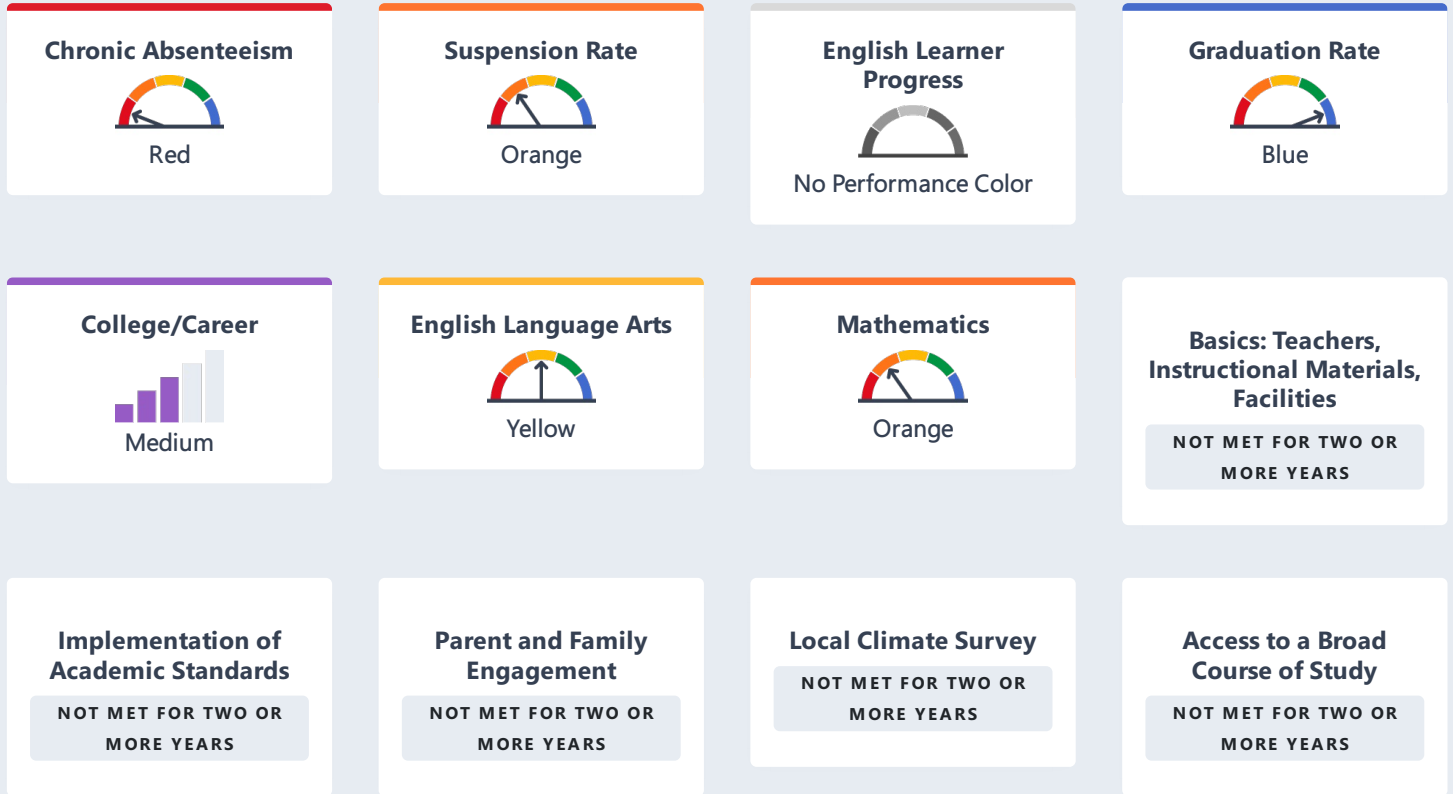 Chronic Absenteeism
Red
Suspension Rate
Orange
English Learner
Progress
No Performance Color
Graduation Rate
Blue
College/Career
Medium
English Language Arts
Yellow
Mathematics
Orange
Basics: Teachers,
Instructional Materials,
Facilities
NOT MET FOR TWO OR
MORE YEARS
Implementation of
Academic Standards
NOT MET FOR TWO OR
MORE YEARS
Parent and Family
Engagement
NOT MET FOR TWO OR
MORE YEARS
Local Climate Survey
NOT MET FOR TWO OR
MORE YEARS
Access to a Broad
Course of Study
NOT MET FOR TWO OR
MORE YEARS